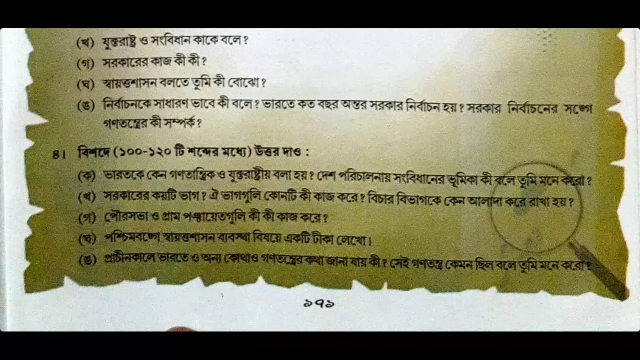 (খ) যুক্তরাষ্ট্র ও সংবিধান কাকে বলে?
(গ) সরকারের কাজ কী কী?
(ঘ) স্বায়ত্তশাসন বলতে তুমি কী বোঝো?
(ঙ) নির্বাচনকে সাধারণ ভাবে কী বলে? ভারতে কত বছর অন্তর সরকার নির্বাচন হয়? সরকার নির্বাচনের সঙ্গে
গণতন্ত্রের কী সম্পর্ক?
৪। বিশদে (১০০-১২০ টি শব্দের মধ্যে) উত্তর দাও :
(ক) ভারতকে কেন গণতান্ত্রিক ও যুক্তরাষ্ট্রীয় বলা হয়? দেশ পরিচালনায় সংবিধানের ভূমিকা কী বলে তুমি মনে করো?
(খ) সরকারের কয়টি ভাগ? ঐ ভাগগুলি কোনটি কী কাজ করে? বিচার বিভাগকে কেন আলাদা করে রাখা হয়?
(গ) পৌরসভা ও গ্রাম পঞ্চায়েতগুলি কী কী কাজ করে?
(ঘ) পশ্চিমবঙ্গে স্বায়ত্তশাসন ব্যবস্থা বিষয়ে একটি টীকা লেখো।
(ঙ) প্রাচীনকালে ভারতে ও অন্য কোথাও গণতন্ত্রের কথা জানা যায় কী? সেই গণতন্ত্র কেমন ছিল বলে তুমি মনে করো?
১৭১